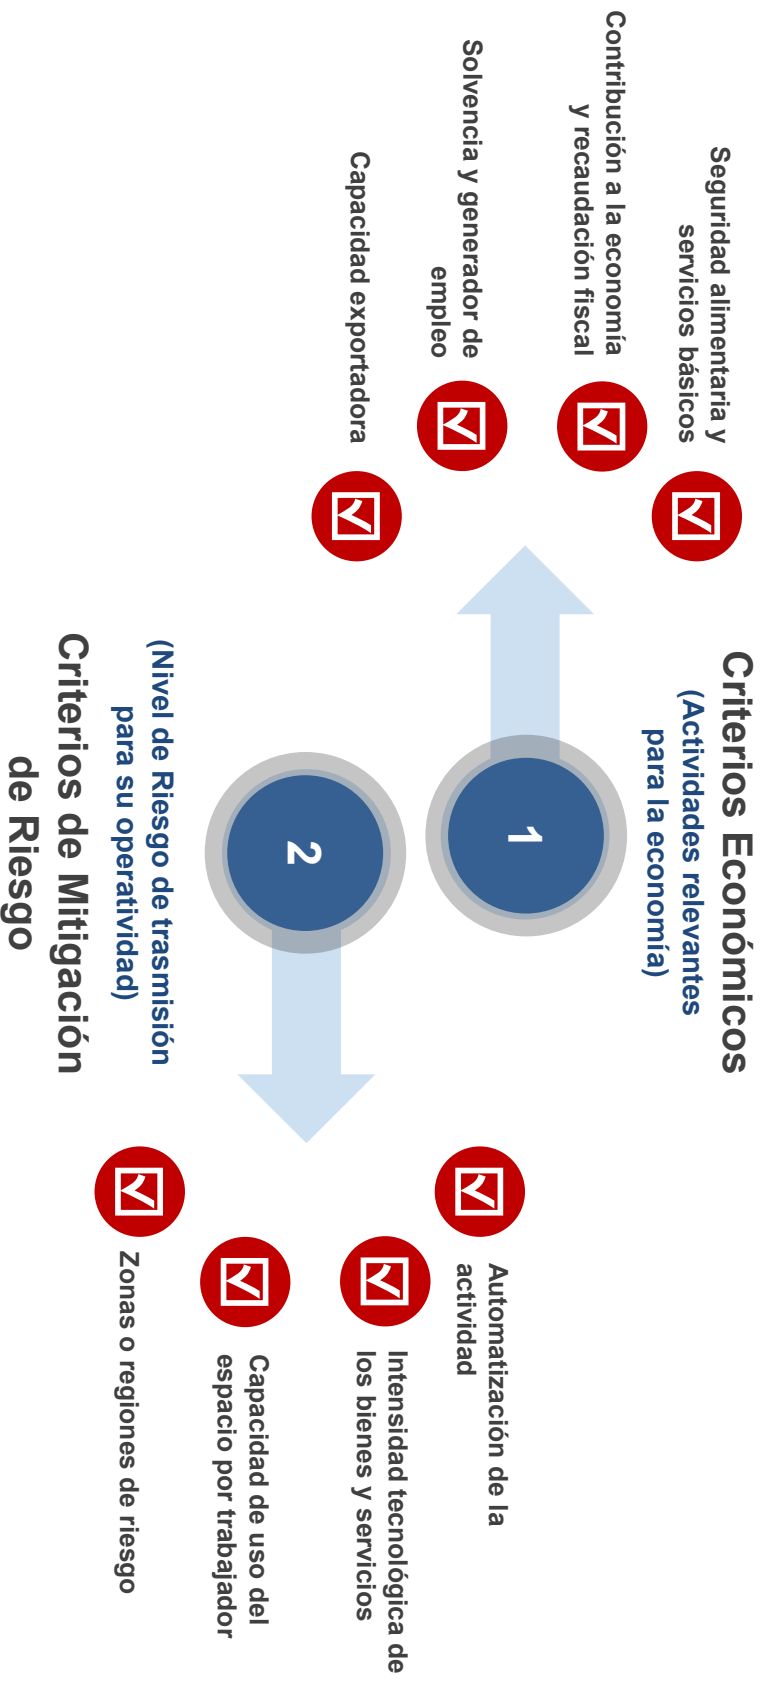 Criterios Económicos
(Actividades relevantes
para la economía)
Seguridad alimentaria y
servicios básicos
Contribución a la economía
y recaudación fiscal
Solvencia y generador de
empleo
Capacidad exportadora
1
2
Automatización de la
actividad
Intensidad tecnológica de
los bienes y servicios
Capacidad de uso del
espacio por trabajador
Zonas o regiones de riesgo
(Nivel de Riesgo de trasmisión
para su operatividad)
Criterios de Mitigación
de Riesgo